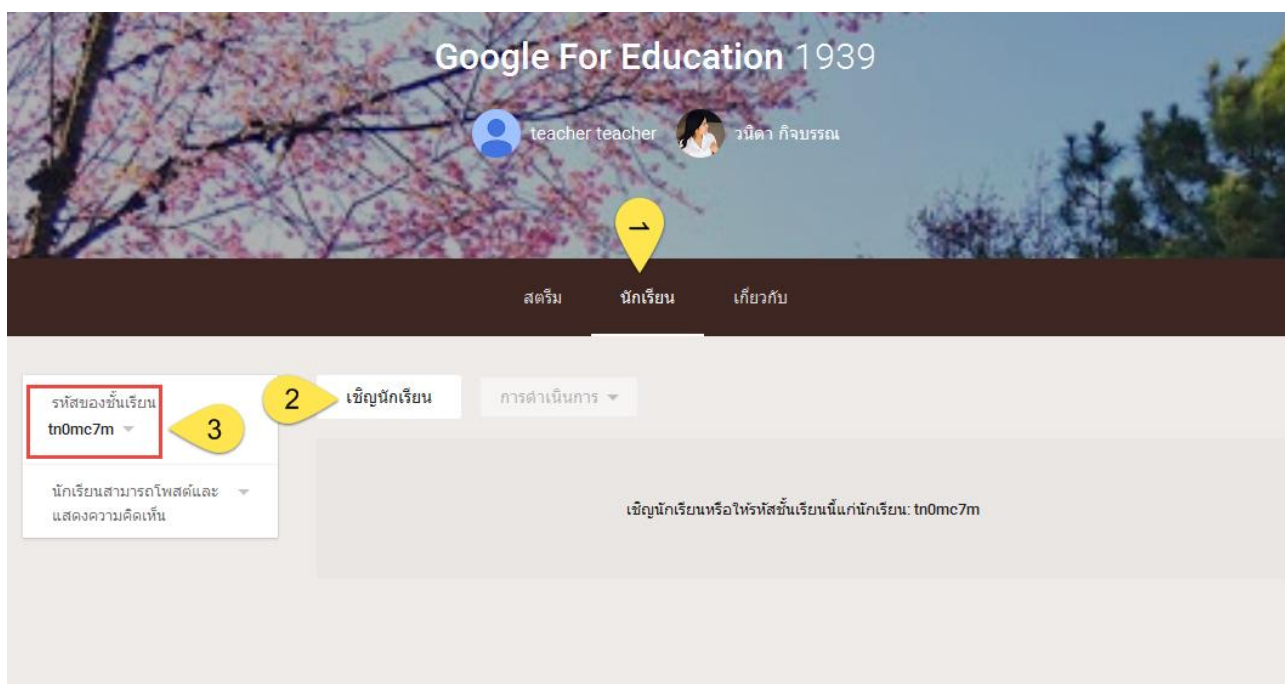 Google For Education 1939
teacher teacher วนิดา กิจบรรณ
1
สตรีม นักเรียน เกี่ยวกับ
รหัสของชั้นเรียน
tn0mc7m
3
2
เชิญนักเรียน การดำเนินการ
นักเรียนสามารถโพสต์และ
แสดงความคิดเห็น
เชิญนักเรียนหรือให้รหัสชั้นเรียนนี้แก่นักเรียน: tn0mc7m